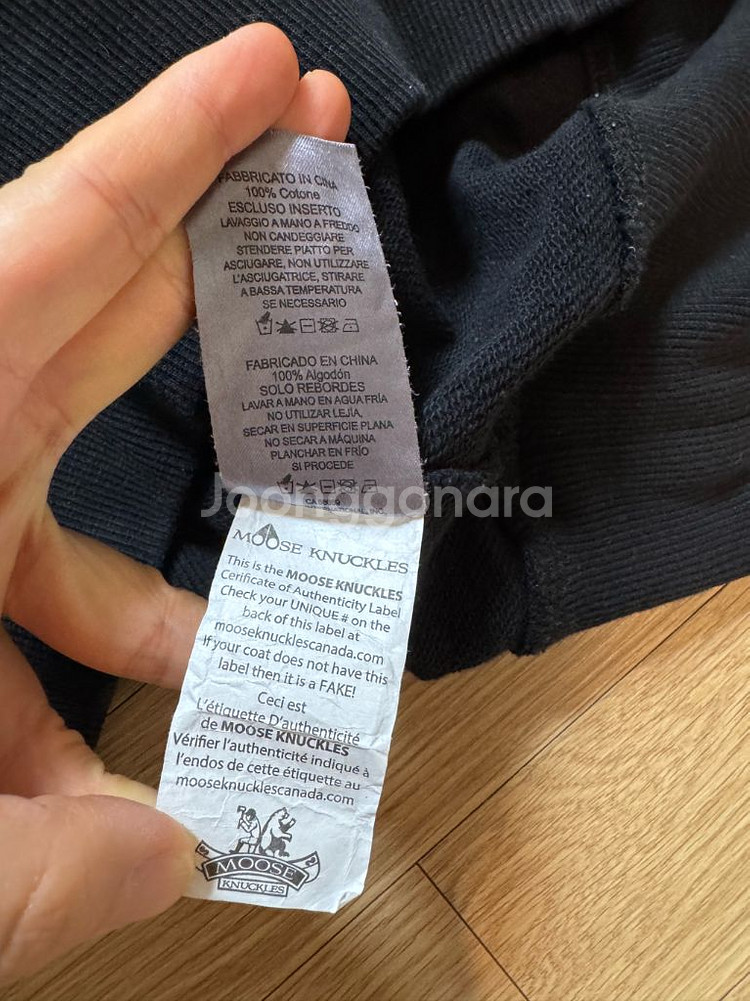 FABBRICATO IN CINA
100% Cotone
ESCLUSO INSERTO
LAVAGGIO A MANO A FREDDO
NON CANDEGGIARE
STENDERE PIATTO PER
ASCIUGARE, NON UTILIZZARE
L'ASCIUGATRICE, STIRARE
A BASSA TEMPERATURA
SE NECESSARIO
FABRICADO EN CHINA
100% Algodón
SOLO REBORDES
LAVAR A MANO EN AGUA FRÍA
NO UTILIZAR LEJÍA,
SECAR EN SUPERFICIE PLANA
NO SECAR A MÁQUINA
PLANCHAR EN FRÍO
SI PROCEDE
Joonggonara
INC.
MOOSE KNUCKLES
This is the MOOSE KNUCKLES
Cerificate of Authenticity Label
Check your UNIQUE # on the
back of this label at
mooseknucklescanada.com
If your coat does not have this
label then it is a FAKE!
Ceci est
L'étiquette D'authenticité
de MOOSE KNUCKLES
Vérifier l'authenticité indiqué à
l'endos de cette étiquette au
mooseknucklescanada.com
MOOSE
KNUCKLES